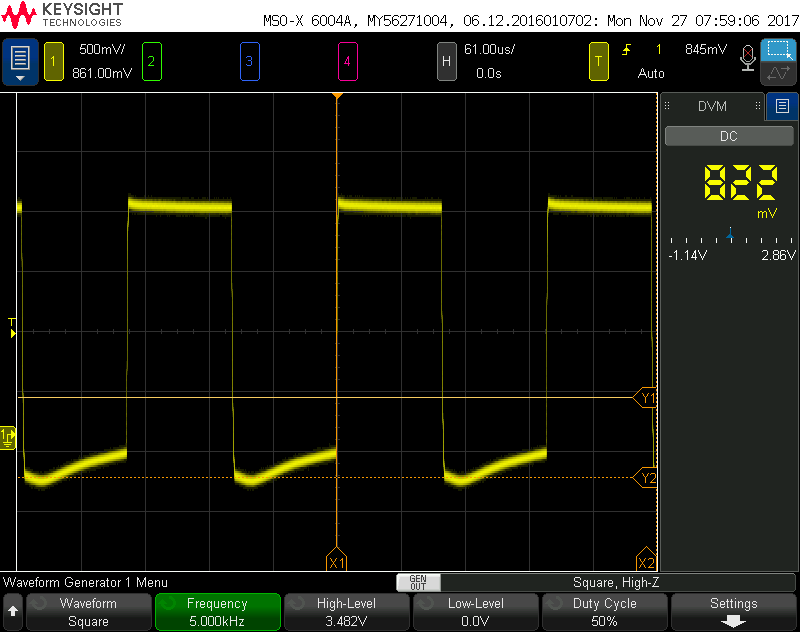 KEYSIGHT
TECHNOLOGIES
MSO-X 6004A, MY56271004, 06.12.2016010702: Mon Nov 27 07:59:06 2017
1 500mV/ 2 3 4 H 61.00us/ T 1 845mV
861.00mV 0.0s Auto
DVM
DC
822
mV
-1.14V 2.86V
T
Y1
1
Y2
X1 X2
Waveform Generator 1 Menu GEN OUT Square, High-Z
Waveform Frequency High-Level Low-Level Duty Cycle Settings
Square 5.000kHz 3.482V 0.0V 50%